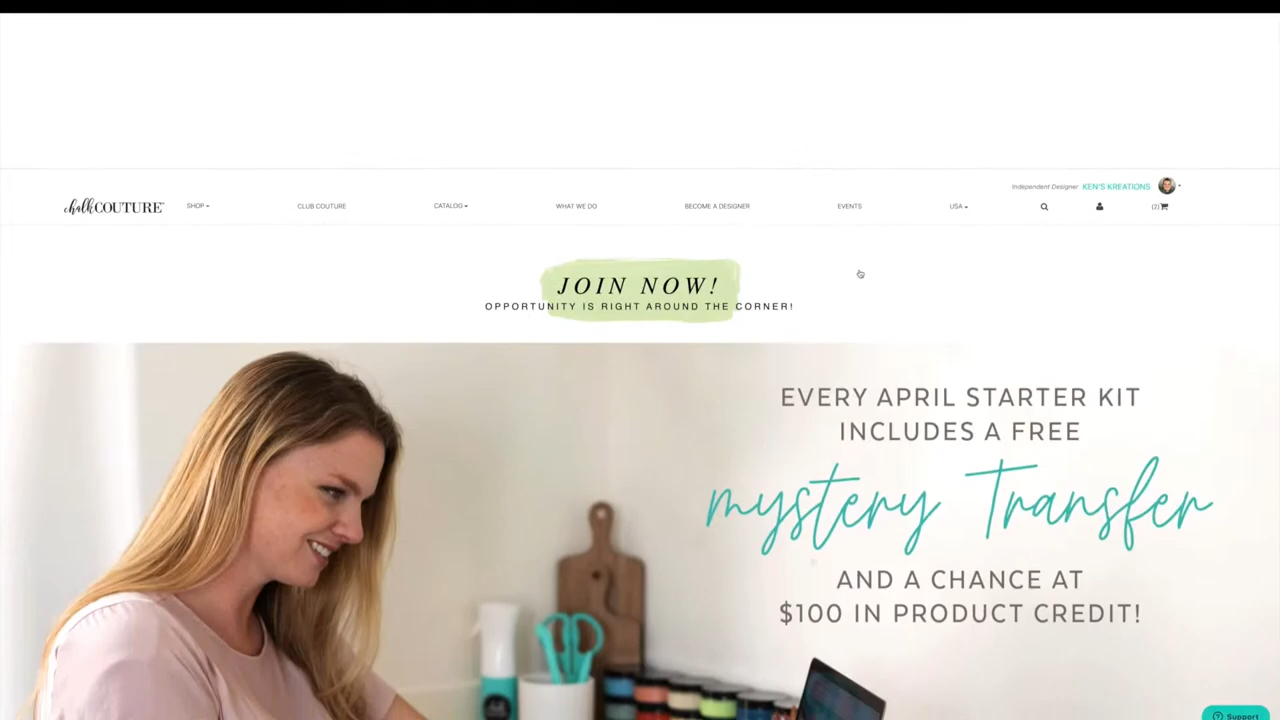 Independent Designer KEN'S KREATIONS
chalkCOUTURE SHOP CLUB COUTURE CATALOG WHAT WE DO BECOME A DESIGNER EVENTS USA (2)
JOIN NOW!
OPPORTUNITY IS RIGHT AROUND THE CORNER!
EVERY APRIL STARTER KIT
INCLUDES A FREE
mystery Transfer
AND A CHANCE AT
$100 IN PRODUCT CREDIT!
Support